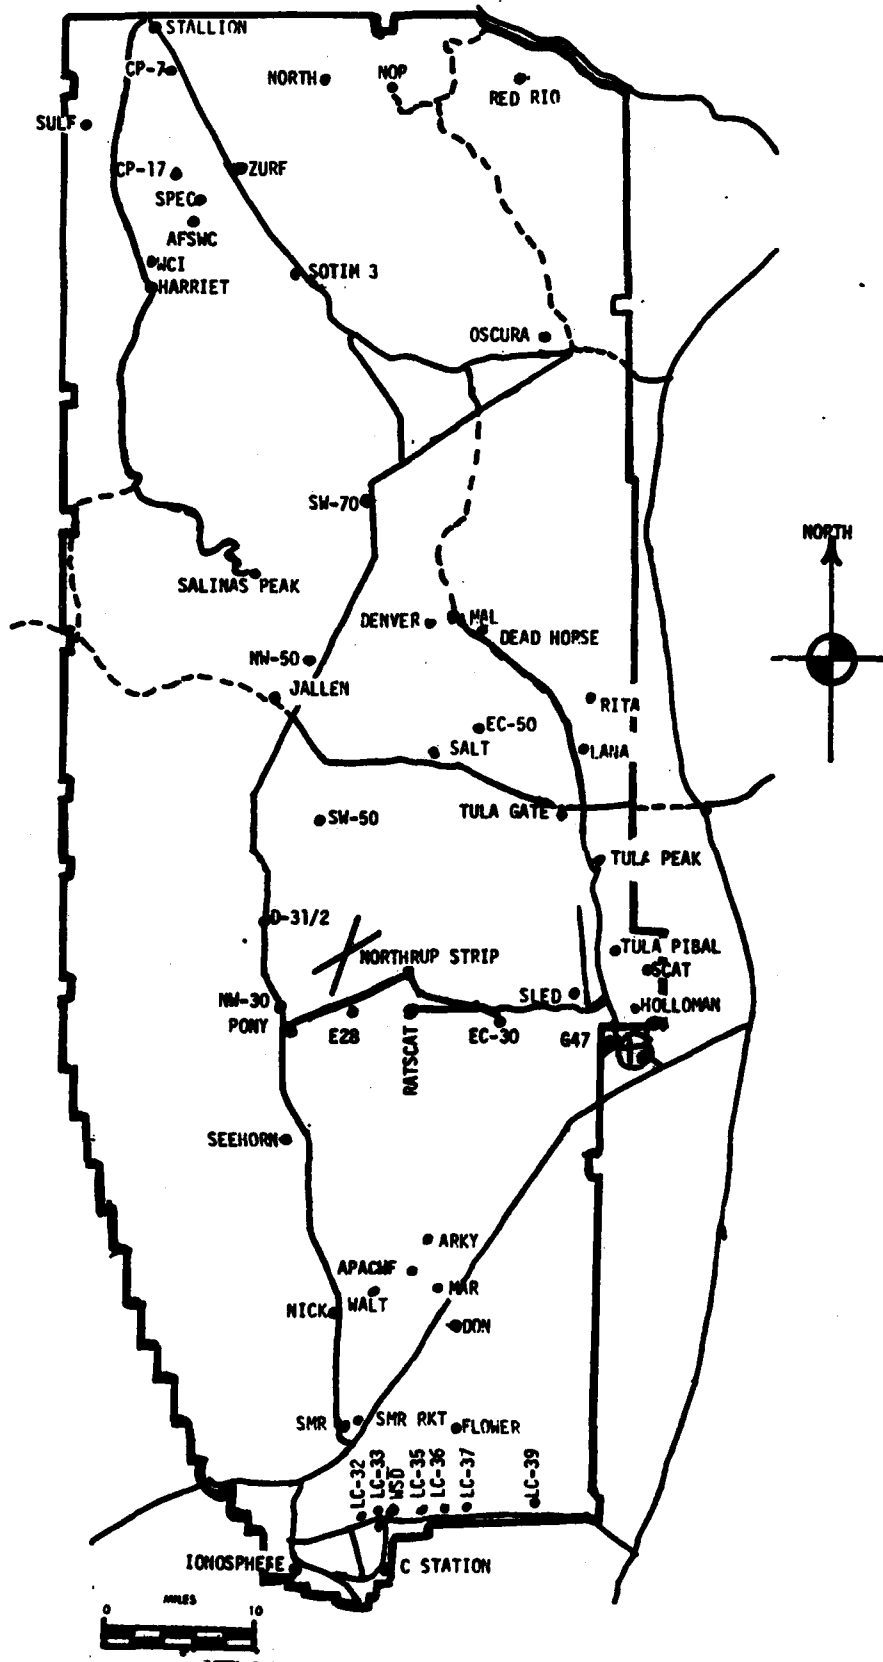 STALLION
CP-7
NORTH
NOP
RED RIO
SULF
CP-17
ZURF
SPEC
AFSWC
WCI
HARRIET
SOTIM 3
OSCURA
SW-70
NORTH
SALINAS PEAK
DENVER
MAL
DEAD HORSE
NW-50
JALLEN
RITA
EC-50
SALT
LANA
TULA GATE
SW-50
TULA PEAK
D-31/2
NORTHRUP STRIP
TULA PIBAL
SCAT
NW-30
SLED
HOLLOMAN
PONY
E28
RATSCAT
EC-30
G47
SEEHORN
ARKY
APACHE
WALT
MAR
NICK
DON
SMR
SMR RKT
FLOWER
LC-32
LC-33
WSD
LC-35
LC-36
LC-37
LC-39
IONOSPHERE
C STATION
MILES
0 10